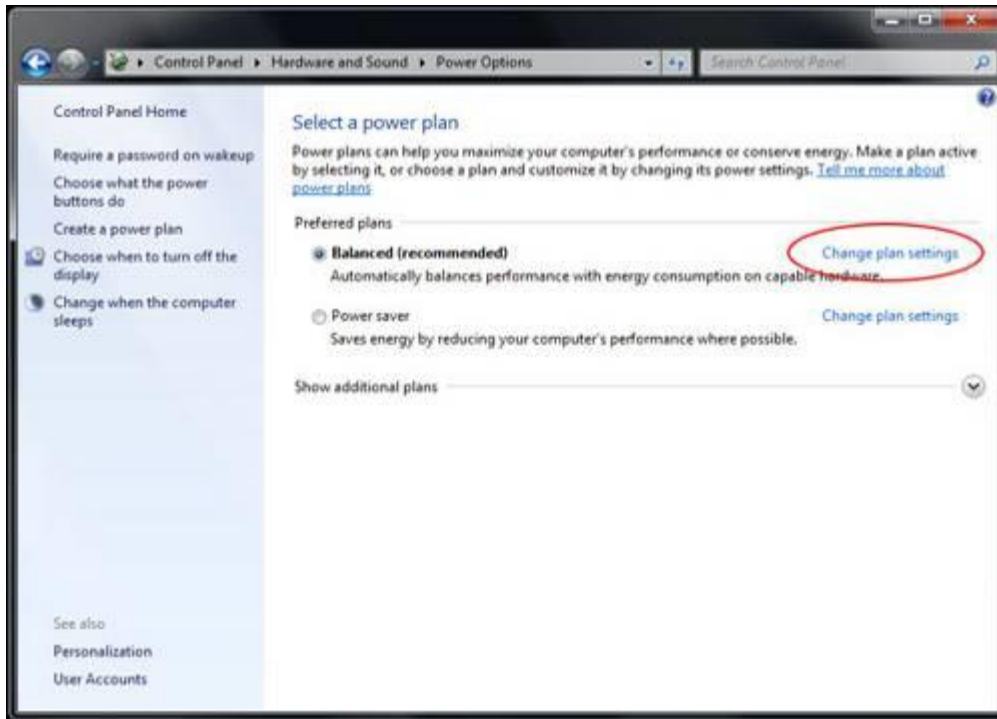 Control Panel ▸ Hardware and Sound ▸ Power Options
Search Control Panel
Control Panel Home
Require a password on wakeup
Choose what the power
buttons do
Create a power plan
Choose when to turn off the
display
Change when the computer
sleeps
See also
Personalization
User Accounts
Select a power plan
Power plans can help you maximize your computer's performance or conserve energy. Make a plan active
by selecting it, or choose a plan and customize it by changing its power settings. Tell me more about
power plans
Preferred plans
Balanced (recommended) Change plan settings
Automatically balances performance with energy consumption on capable hardware.
Power saver Change plan settings
Saves energy by reducing your computer's performance where possible.
Show additional plans